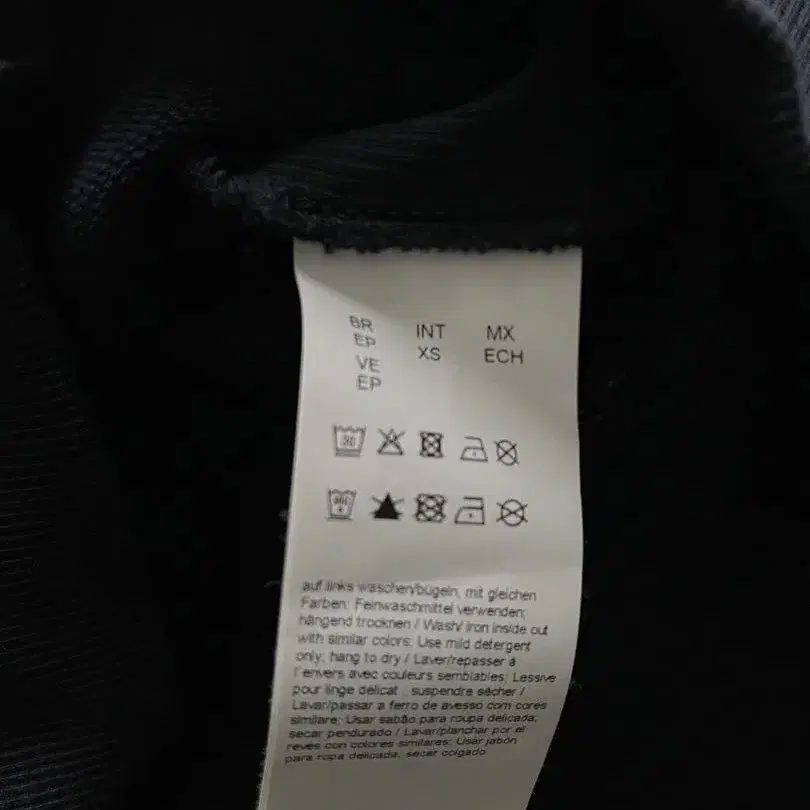 BR INT MX
EP XS ECH
VE
EP
30
auf links waschen/bügeln, mit gleichen
Farben; Feinwaschmittel verwenden;
hängend trocknen / Wash/ iron inside out
with similar colors; Use mild detergent
only; hang to dry / Laver/repasser à
l'envers avec couleurs semblables; Lessive
pour linge délicat , suspendre sécher /
Lavar/passar a ferro de avesso com cores
similare; Usar sabão para roupa delicada;
secar pendurado / Lavar/planchar por el
revés con colores similares; Usar jabón
para ropa delicada, secar colgado